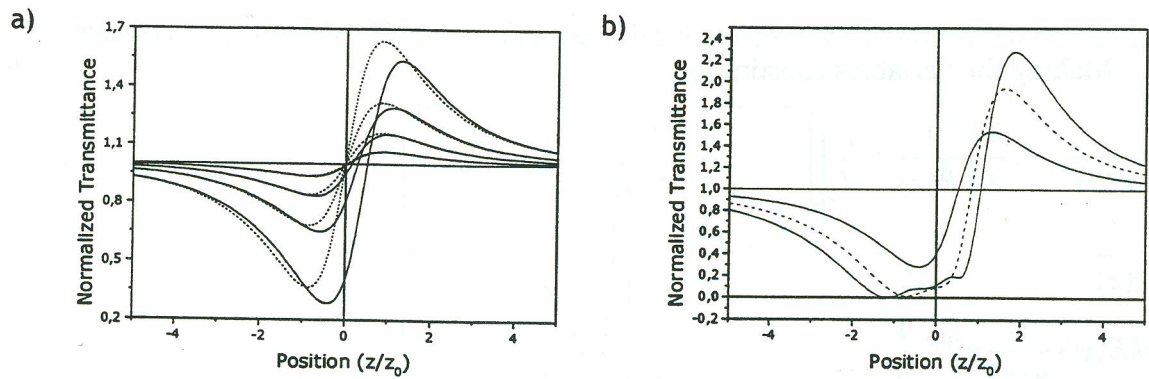 a)
1,7
1,4
1,1
0,8
0,5
0,2
Normalized Transmittance
-4 -2 0 2 4
Position (z/z0)
b)
2,4
2,2
2,0
1,8
1,6
1,4
1,2
1,0
0,8
0,6
0,4
0,2
0,0
-0,2
Normalized Transmittance
-4 -2 0 2 4
Position (z/z0)